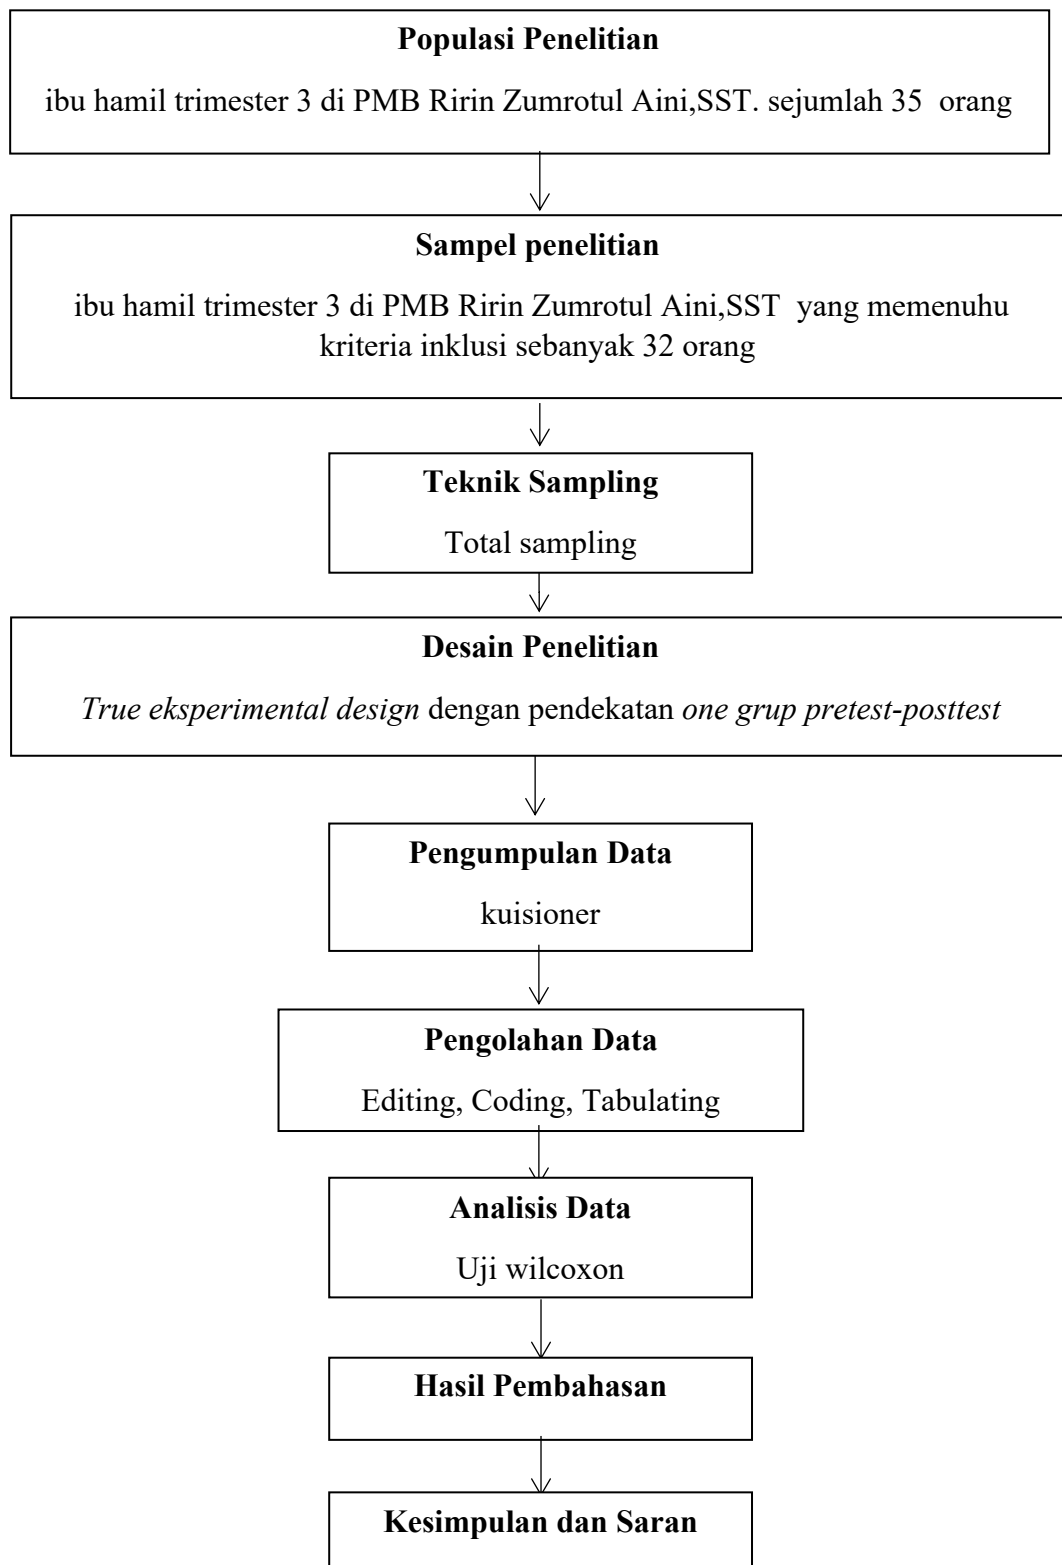 Populasi Penelitian
ibu hamil trimester 3 di PMB Ririn Zumrotul Aini,SST. sejumlah 35 orang
Sampel penelitian
ibu hamil trimester 3 di PMB Ririn Zumrotul Aini,SST yang memenuhu
kriteria inklusi sebanyak 32 orang
Teknik Sampling
Total sampling
Desain Penelitian
True eksperimental design dengan pendekatan one grup pretest-posttest
Pengumpulan Data
kuisioner
Pengolahan Data
Editing, Coding, Tabulating
Analisis Data
Uji wilcoxon
Hasil Pembahasan
Kesimpulan dan Saran